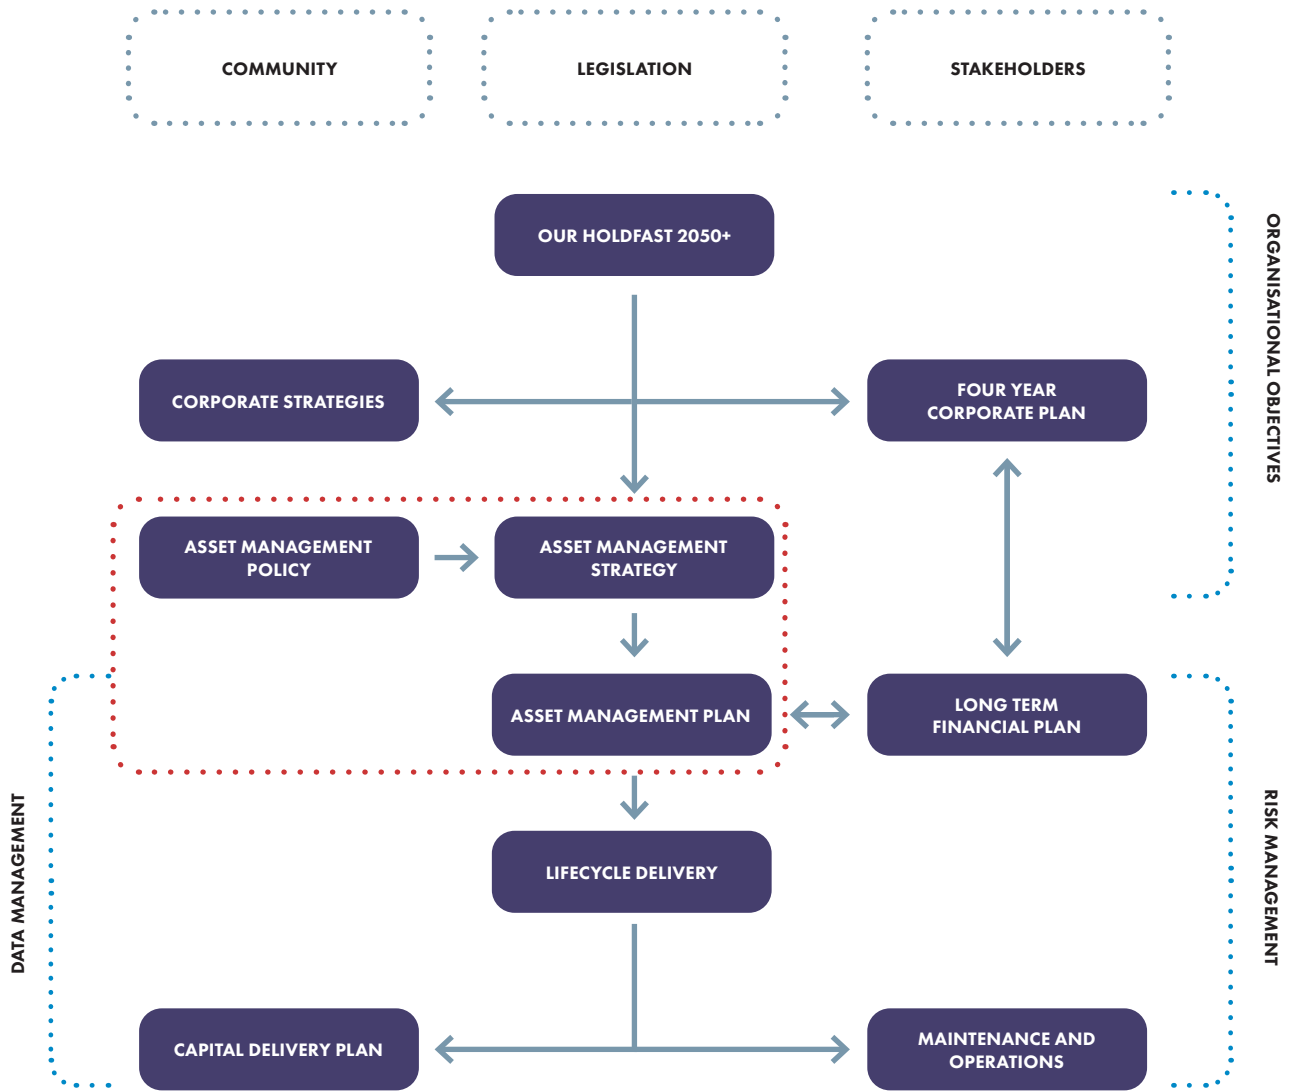 COMMUNITY
LEGISLATION
STAKEHOLDERS
OUR HOLDFAST 2050+
ORGANISATIONAL OBJECTIVES
CORPORATE STRATEGIES
FOUR YEAR
CORPORATE PLAN
ASSET MANAGEMENT
POLICY
ASSET MANAGEMENT
STRATEGY
ASSET MANAGEMENT PLAN
LONG TERM
FINANCIAL PLAN
DATA MANAGEMENT
RISK MANAGEMENT
LIFECYCLE DELIVERY
CAPITAL DELIVERY PLAN
MAINTENANCE AND
OPERATIONS